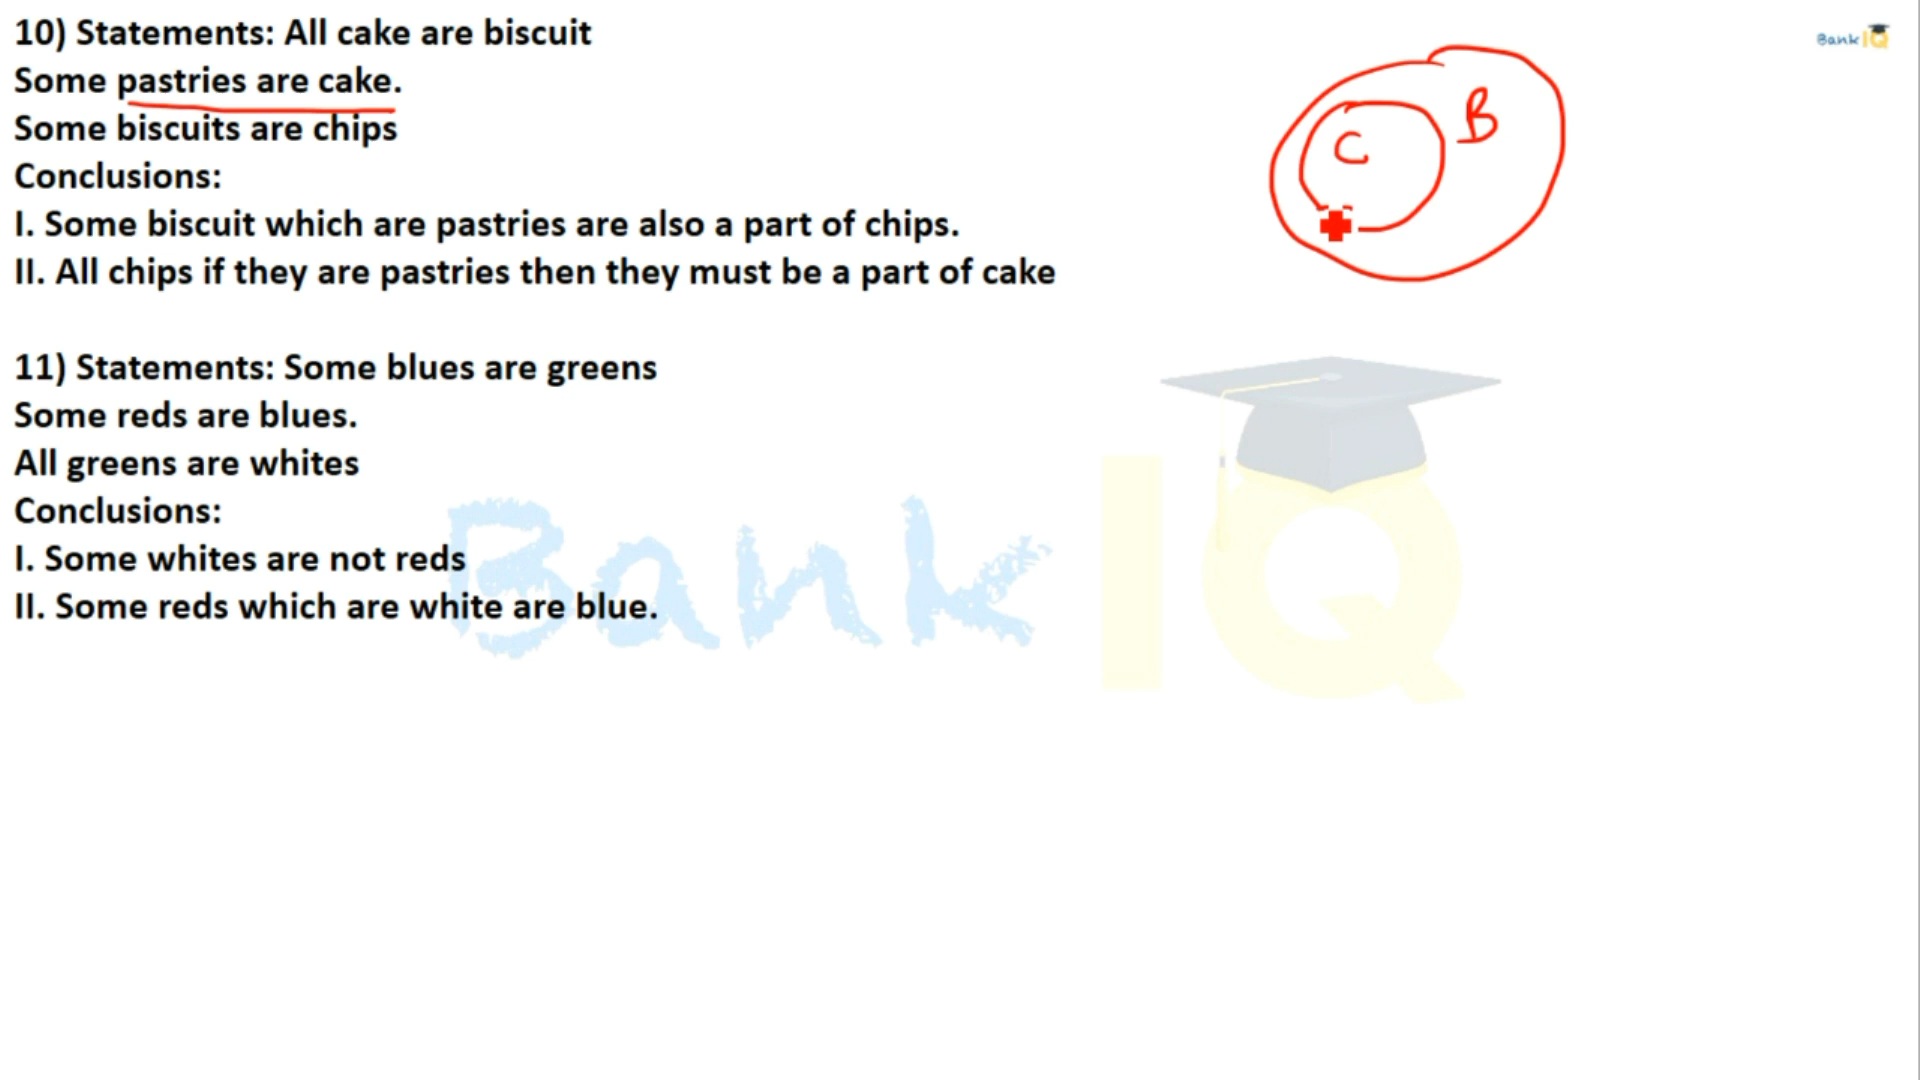 10) Statements: All cake are biscuit
Some pastries are cake.
Some biscuits are chips
Conclusions:
I. Some biscuit which are pastries are also a part of chips.
II. All chips if they are pastries then they must be a part of cake
11) Statements: Some blues are greens
Some reds are blues.
All greens are whites
Conclusions:
I. Some whites are not reds
II. Some reds which are white are blue.
C
B
Bank IQ
Bank IQ